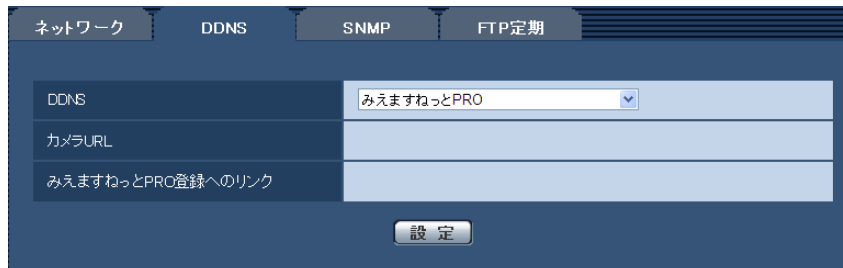 ネットワーク DDNS SNMP FTP定期
DDNS みえますねっとPRO
カメラURL
みえますねっとPRO登録へのリンク
設 定